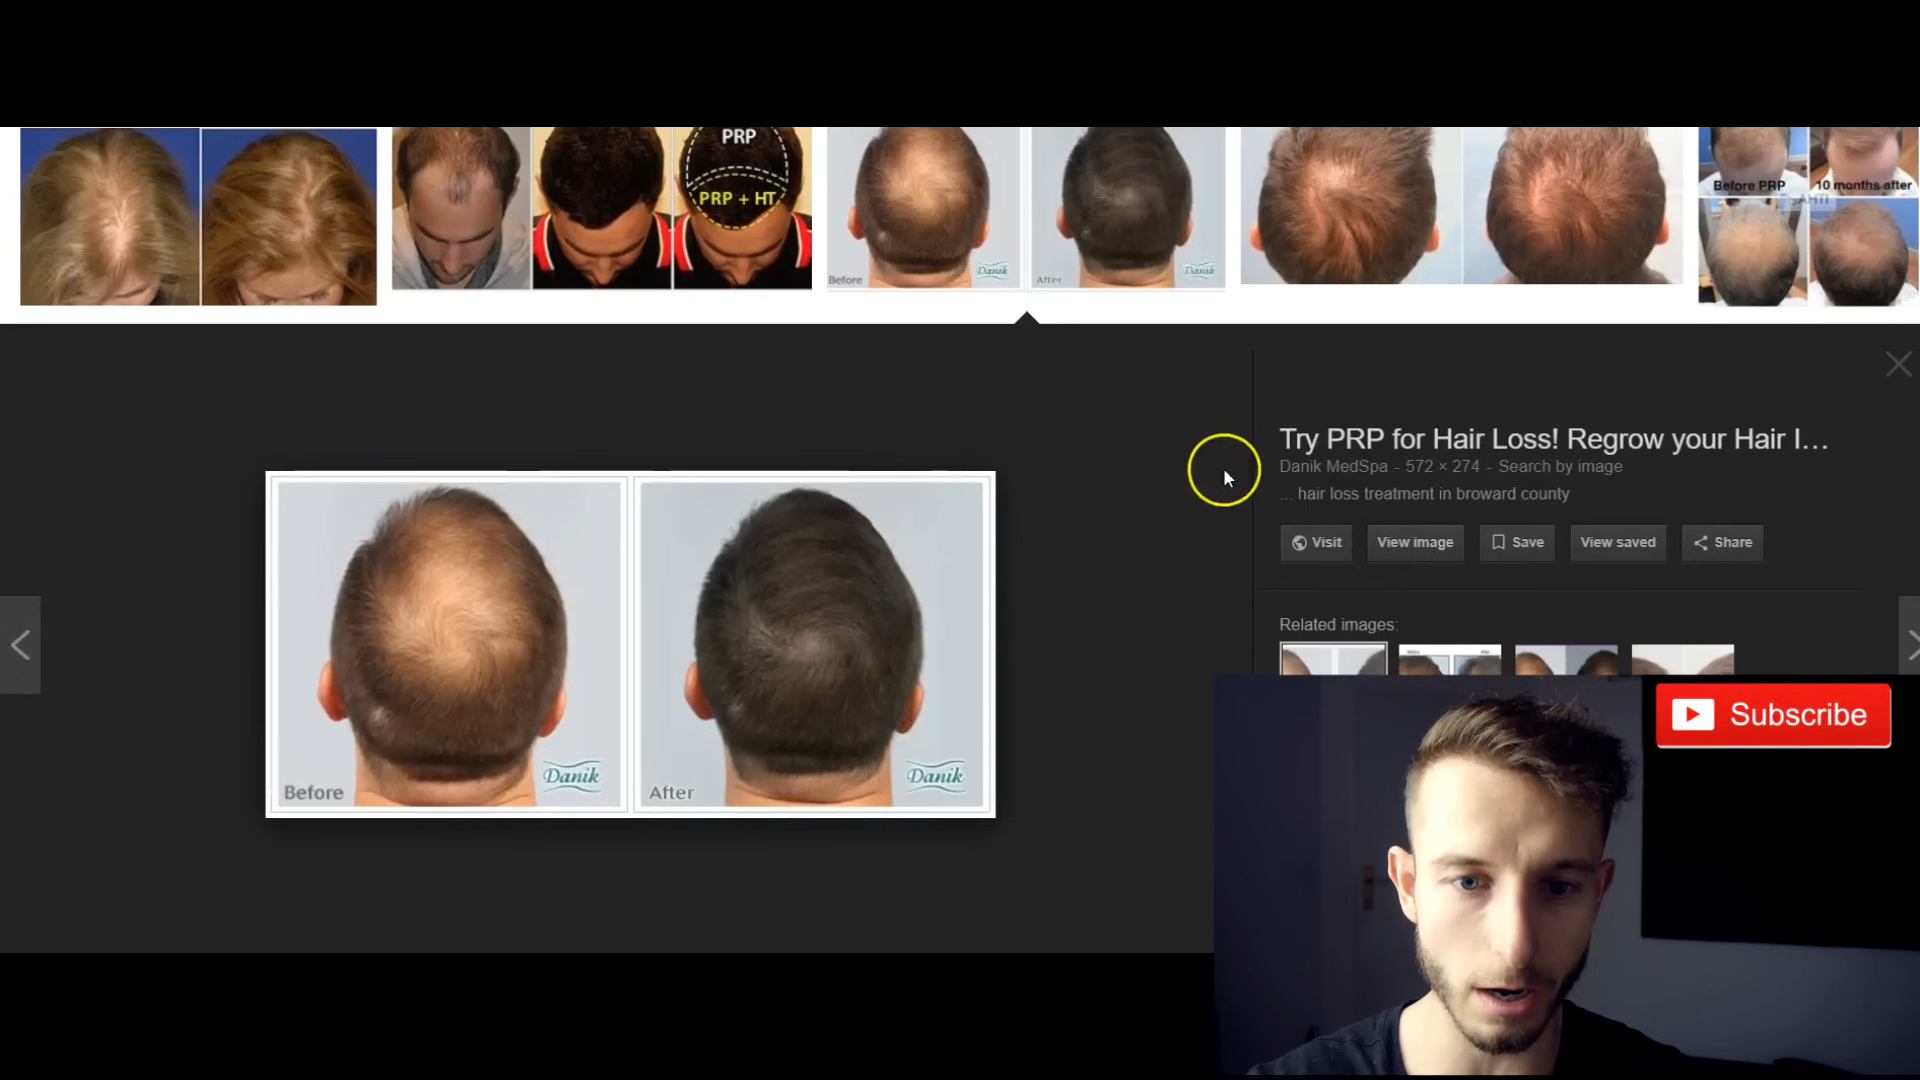 PRP
PRP + HT
Before
Danik
After
Danik
Before PRP
10 months after
SAHTI
Try PRP for Hair Loss! Regrow your Hair I...
Danik MedSpa - 572 × 274 - Search by image
... hair loss treatment in broward county
Visit
View image
Save
View saved
Share
Before
Danik
After
Danik
Related images:
Subscribe